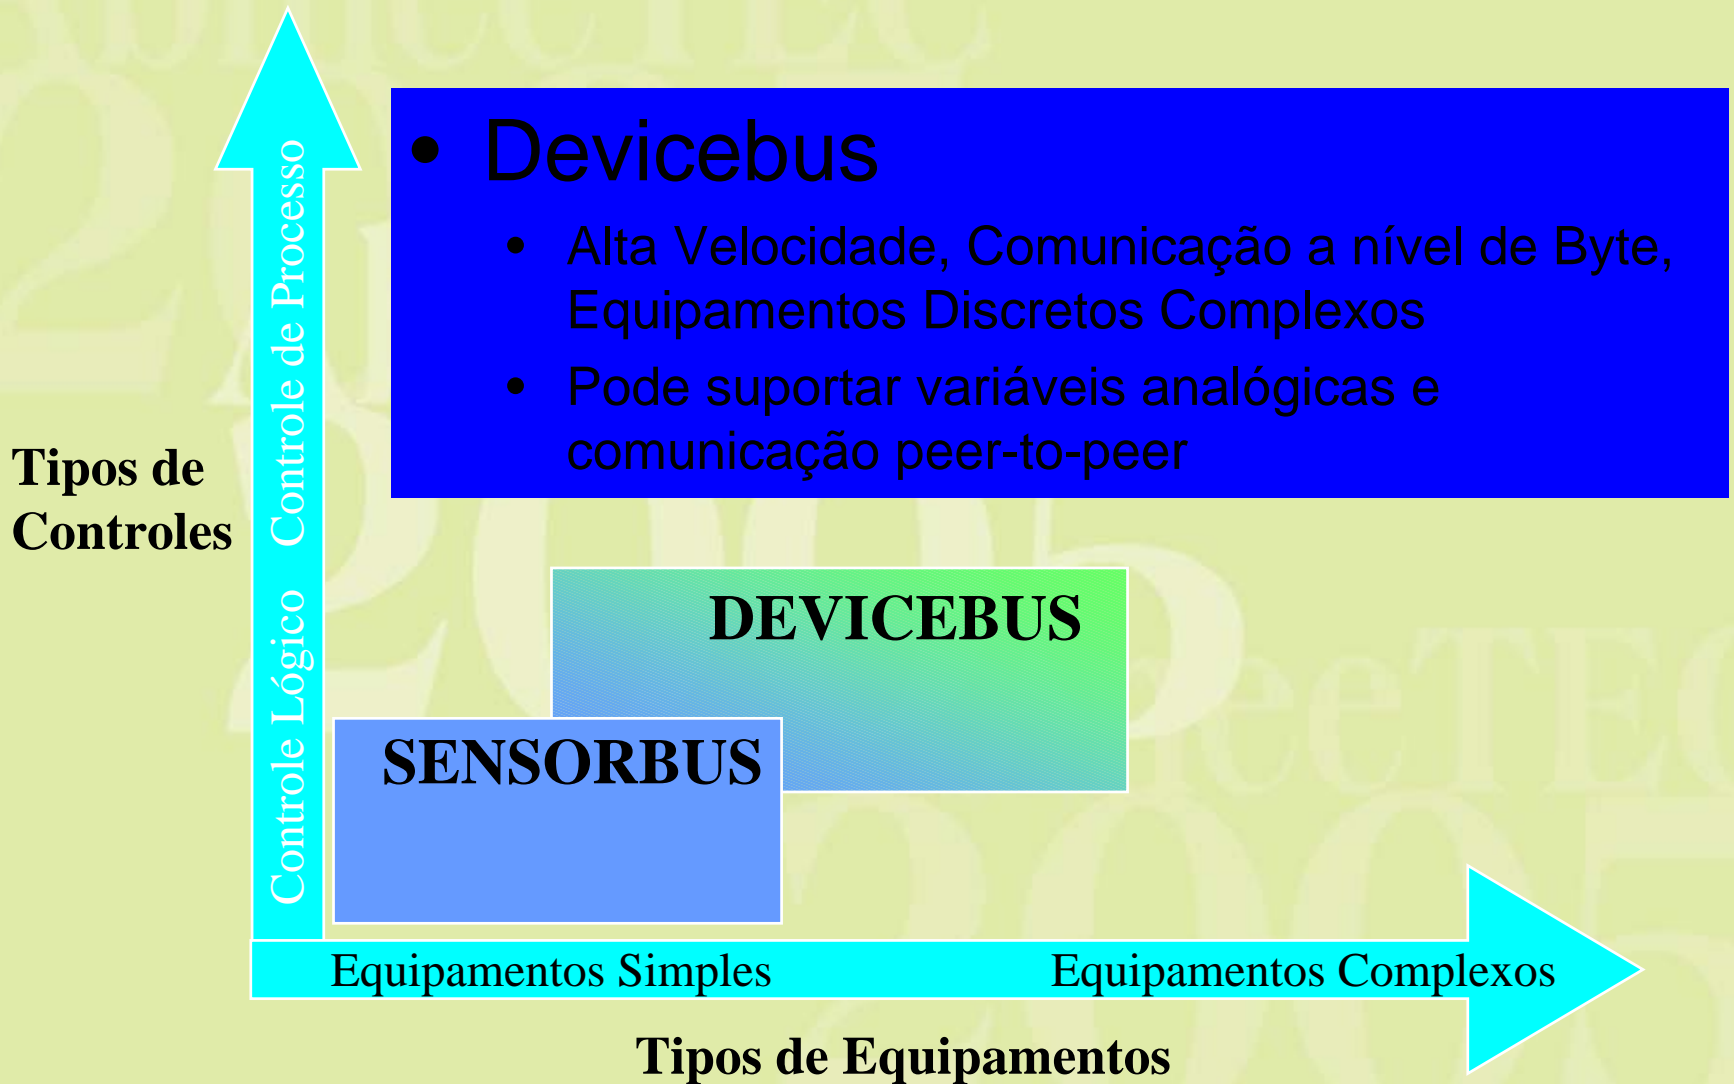 • Devicebus
• Alta Velocidade, Comunicação a nível de Byte,
Equipamentos Discretos Complexos
• Pode suportar variáveis analógicas e
comunicação peer-to-peer
Tipos de
Controles
Controle Lógico Controle de Processo
DEVICEBUS
SENSORBUS
Equipamentos Simples Equipamentos Complexos
Tipos de Equipamentos
2005